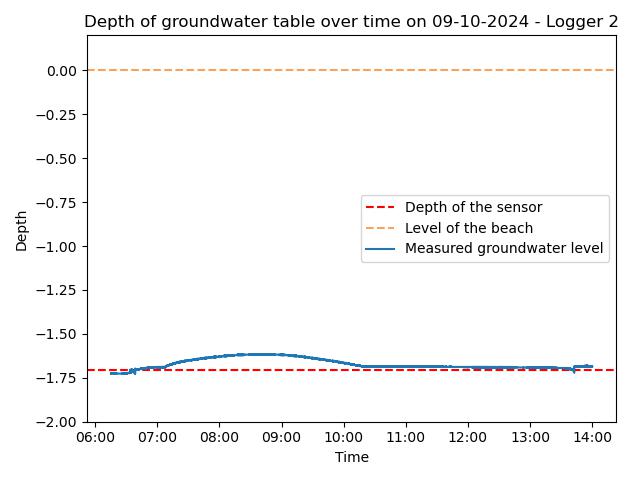 Depth of groundwater table over time on 09-10-2024 - Logger 2
0.00
−0.25
−0.50
−0.75
−1.00
−1.25
−1.50
−1.75
−2.00
Depth
Depth of the sensor
Level of the beach
Measured groundwater level
06:00 07:00 08:00 09:00 10:00 11:00 12:00 13:00 14:00
Time